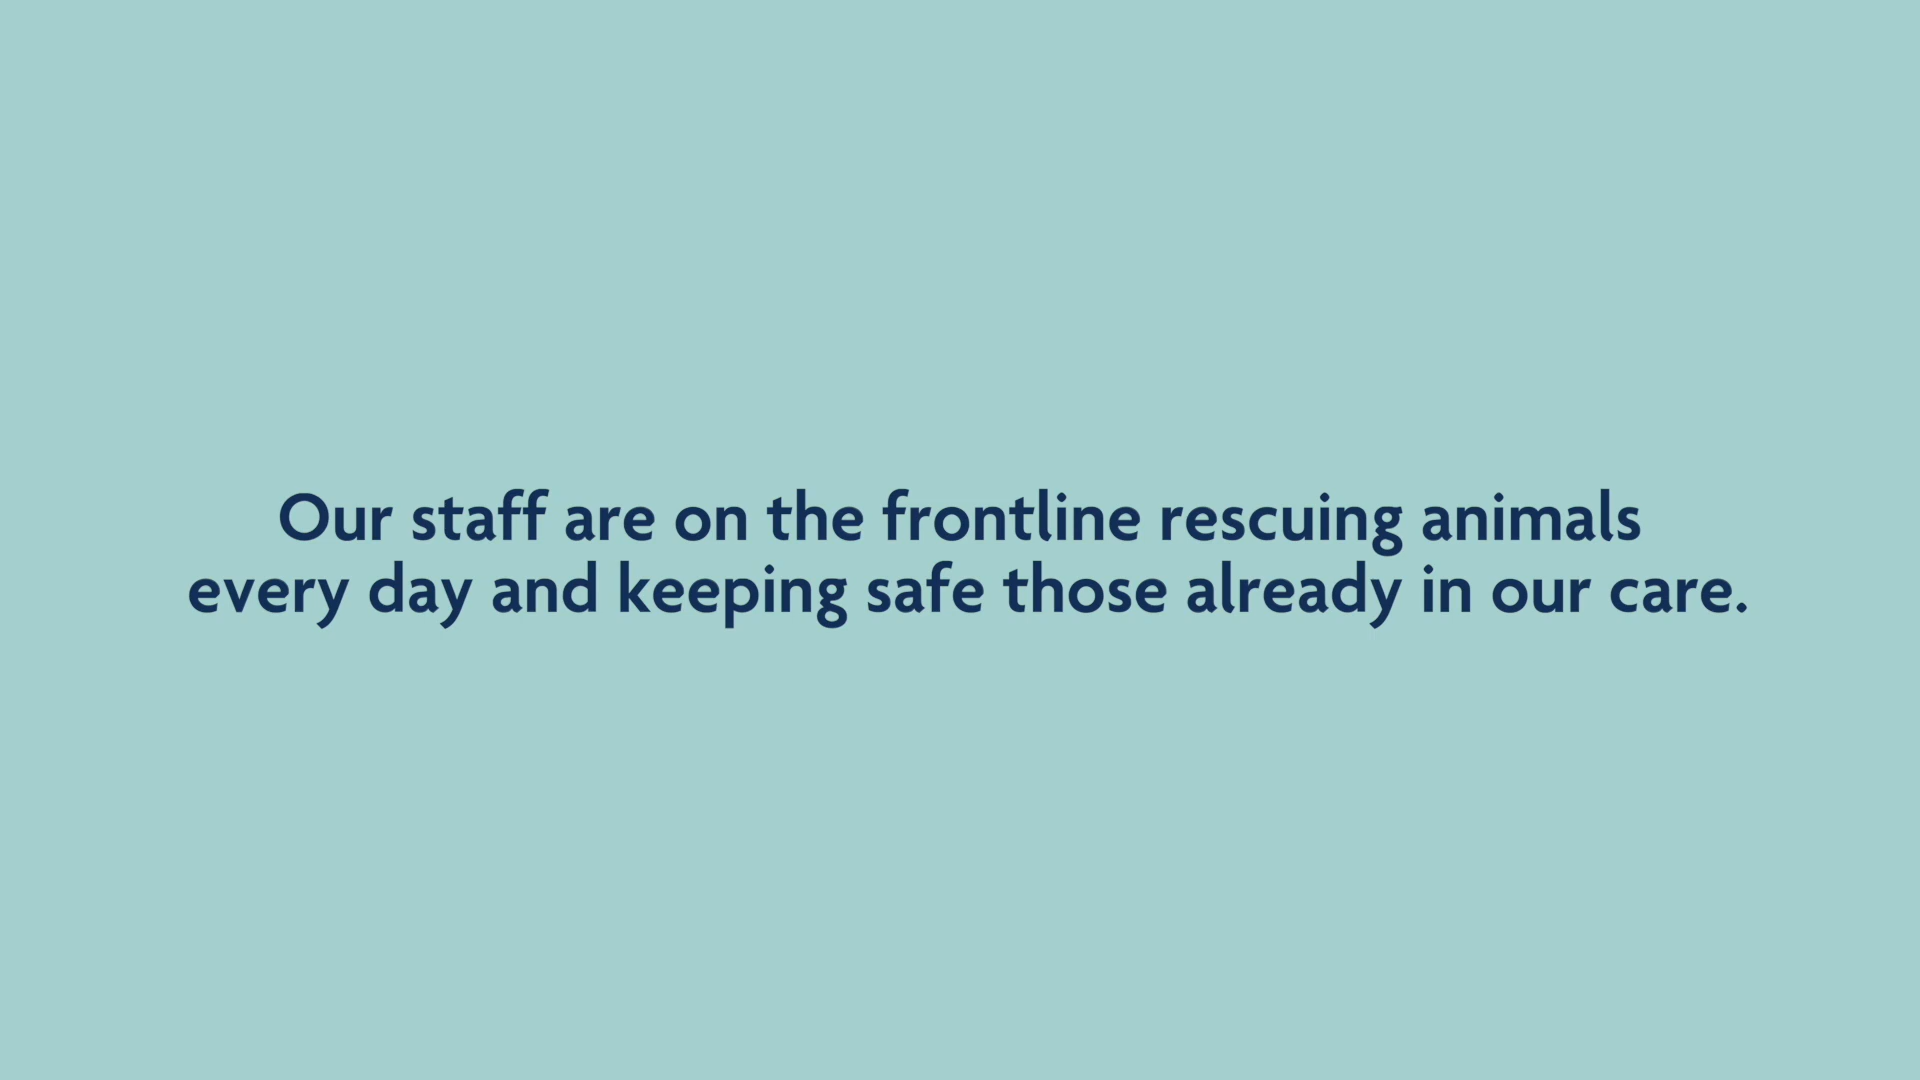 Our staff are on the frontline rescuing animals
every day and keeping safe those already in our care.